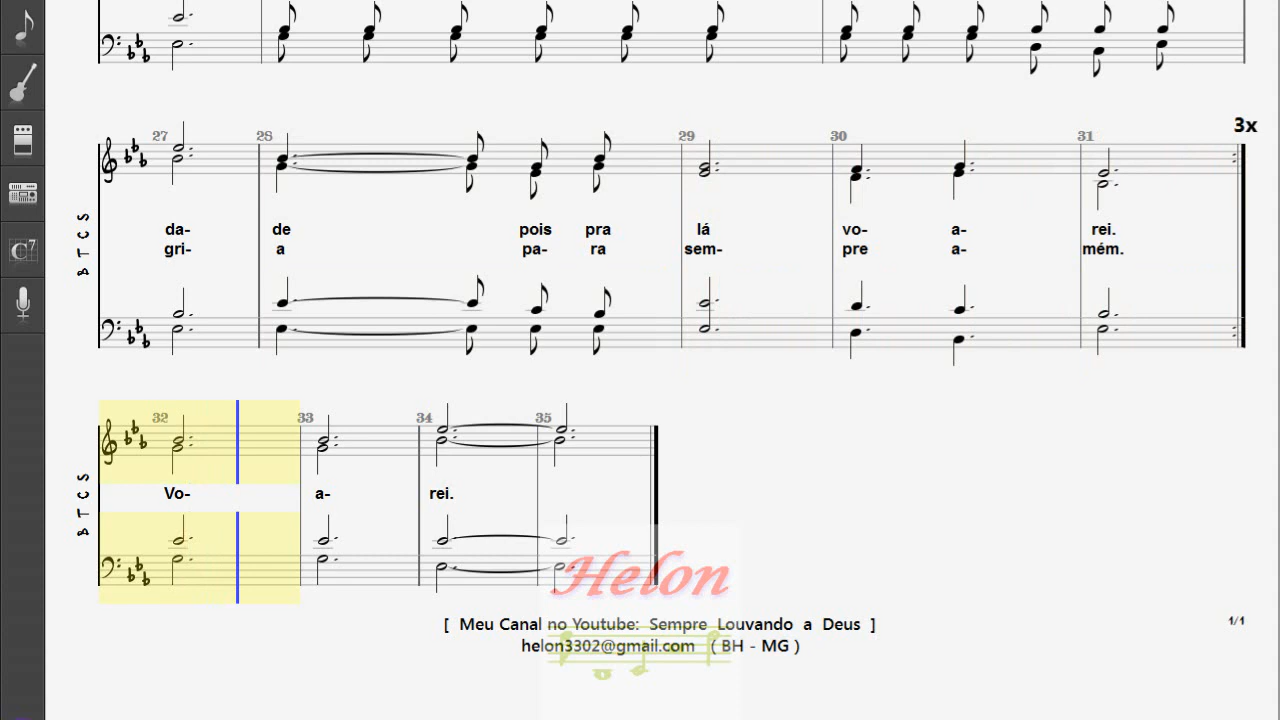 3x
27 28 29 30 31
da- de pois pra lá vo- a- rei.
gri- a pa- ra sem- pre a- mém.
B T C S
32 33 34 35
Vo- a- rei.
B T C S
C7
Helon
[ Meu Canal no Youtube: Sempre Louvando a Deus ]
1/1
helon3302@gmail.com ( BH - MG )